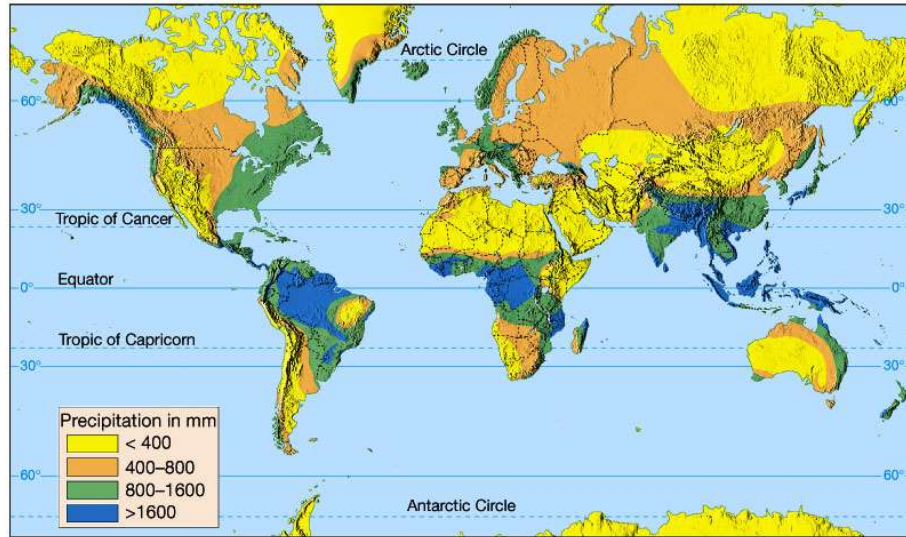 Arctic Circle
60° 60°
30° 30°
Tropic of Cancer
Equator
0° 0°
Tropic of Capricorn
30° 30°
Precipitation in mm
< 400
400–800
800–1600
>1600
60° 60°
Antarctic Circle